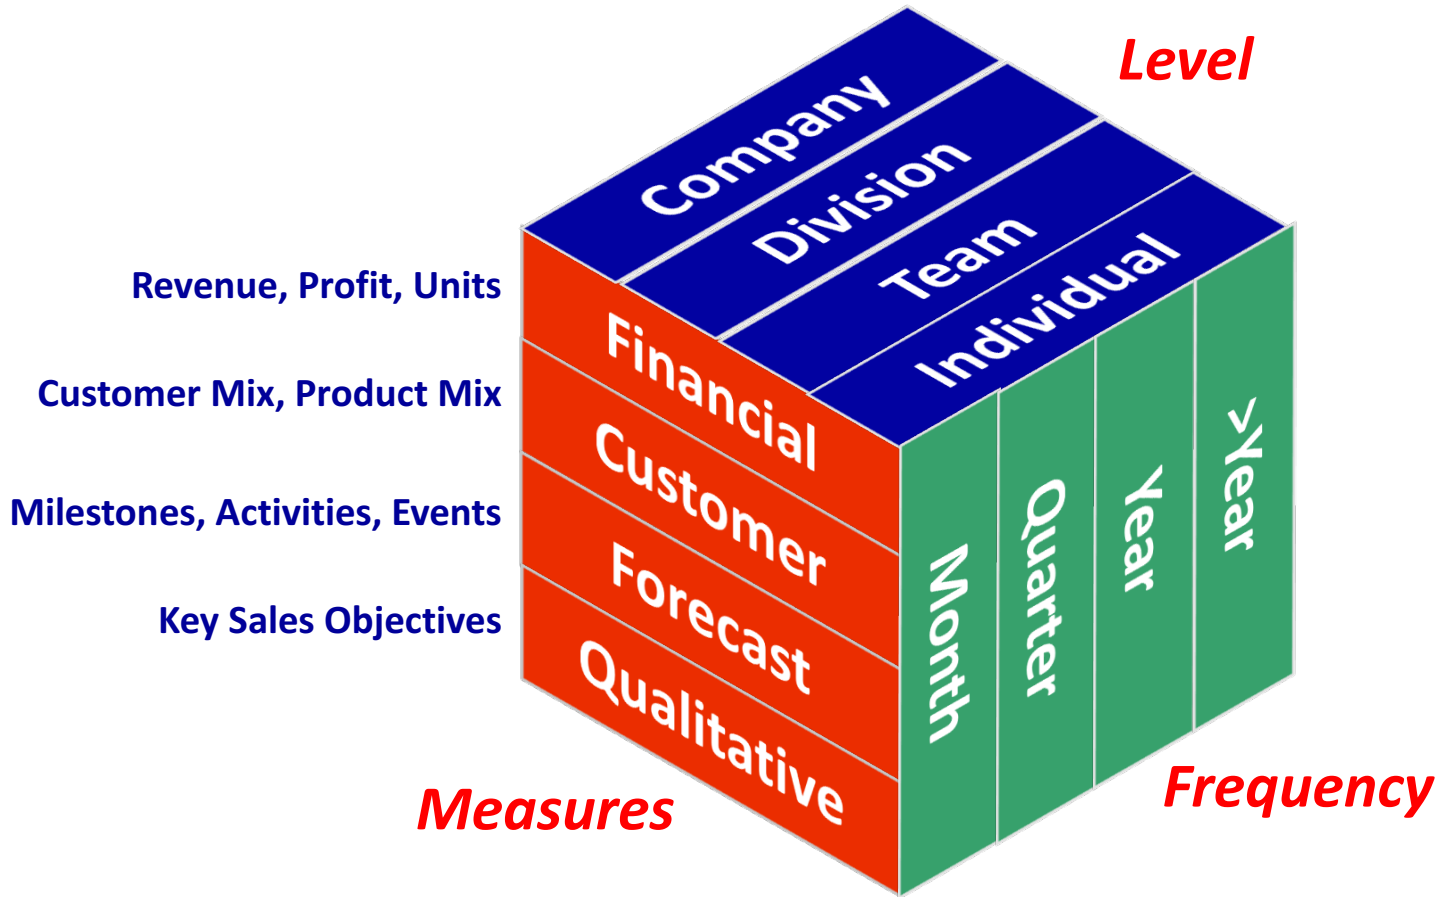 Level
Company
Division
Team
Individual
Revenue, Profit, Units
Customer Mix, Product Mix
Milestones, Activities, Events
Key Sales Objectives
Financial
Customer
Forecast
Qualitative
Measures
Month
Quarter
Year
>Year
Frequency